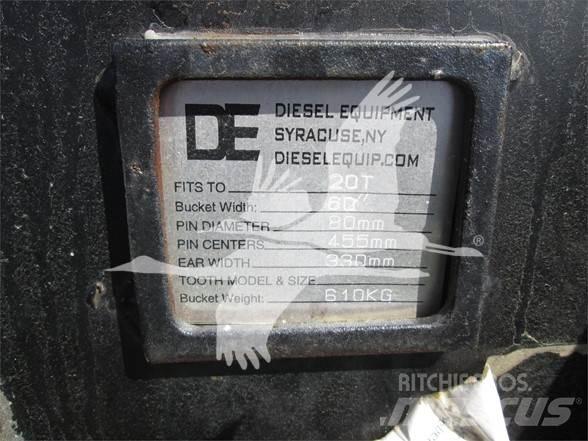 DE
DIESEL EQUIPMENT
SYRACUSE,NY
DIESELEQUIP.COM
FITS TO 20T
Bucket Width: 60"
PIN DIAMETER 80mm
PIN CENTERS 455mm
EAR WIDTH 330mm
TOOTH MODEL & SIZE
Bucket Weight: 610KG
®
RITCHIE BROS.
MASCUS